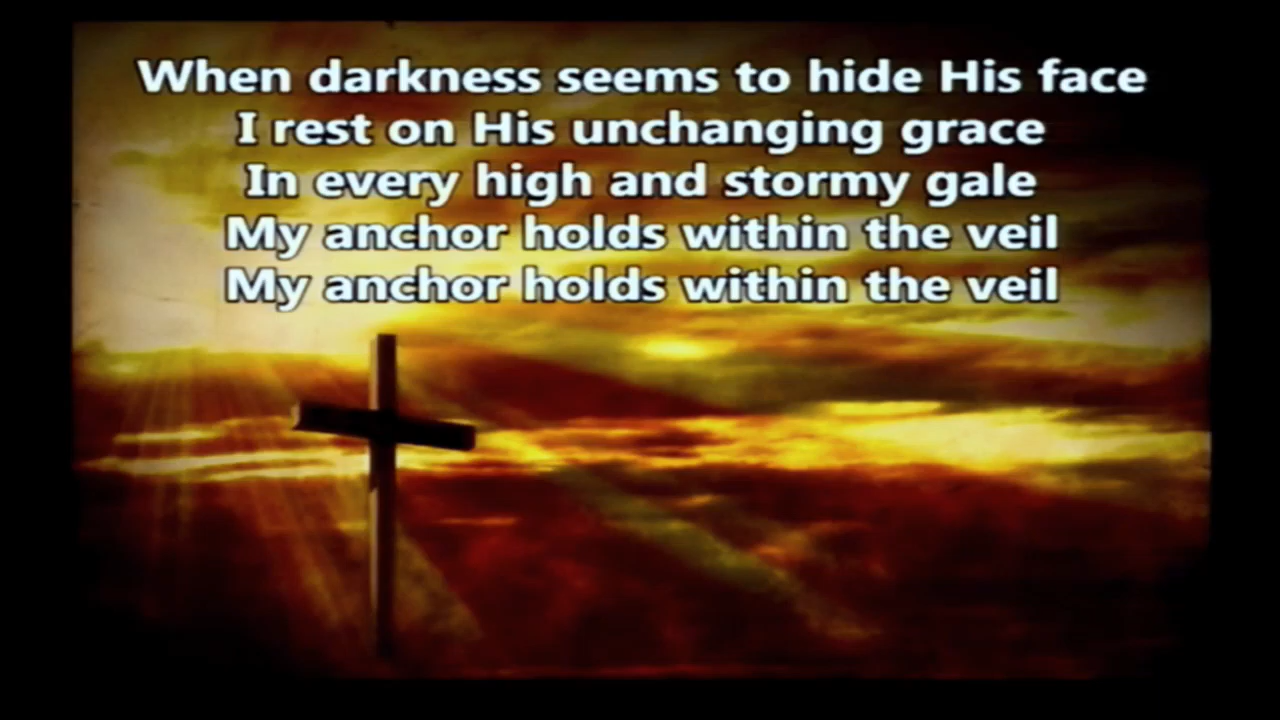 When darkness seems to hide His face
I rest on His unchanging grace
In every high and stormy gale
My anchor holds within the veil
My anchor holds within the veil